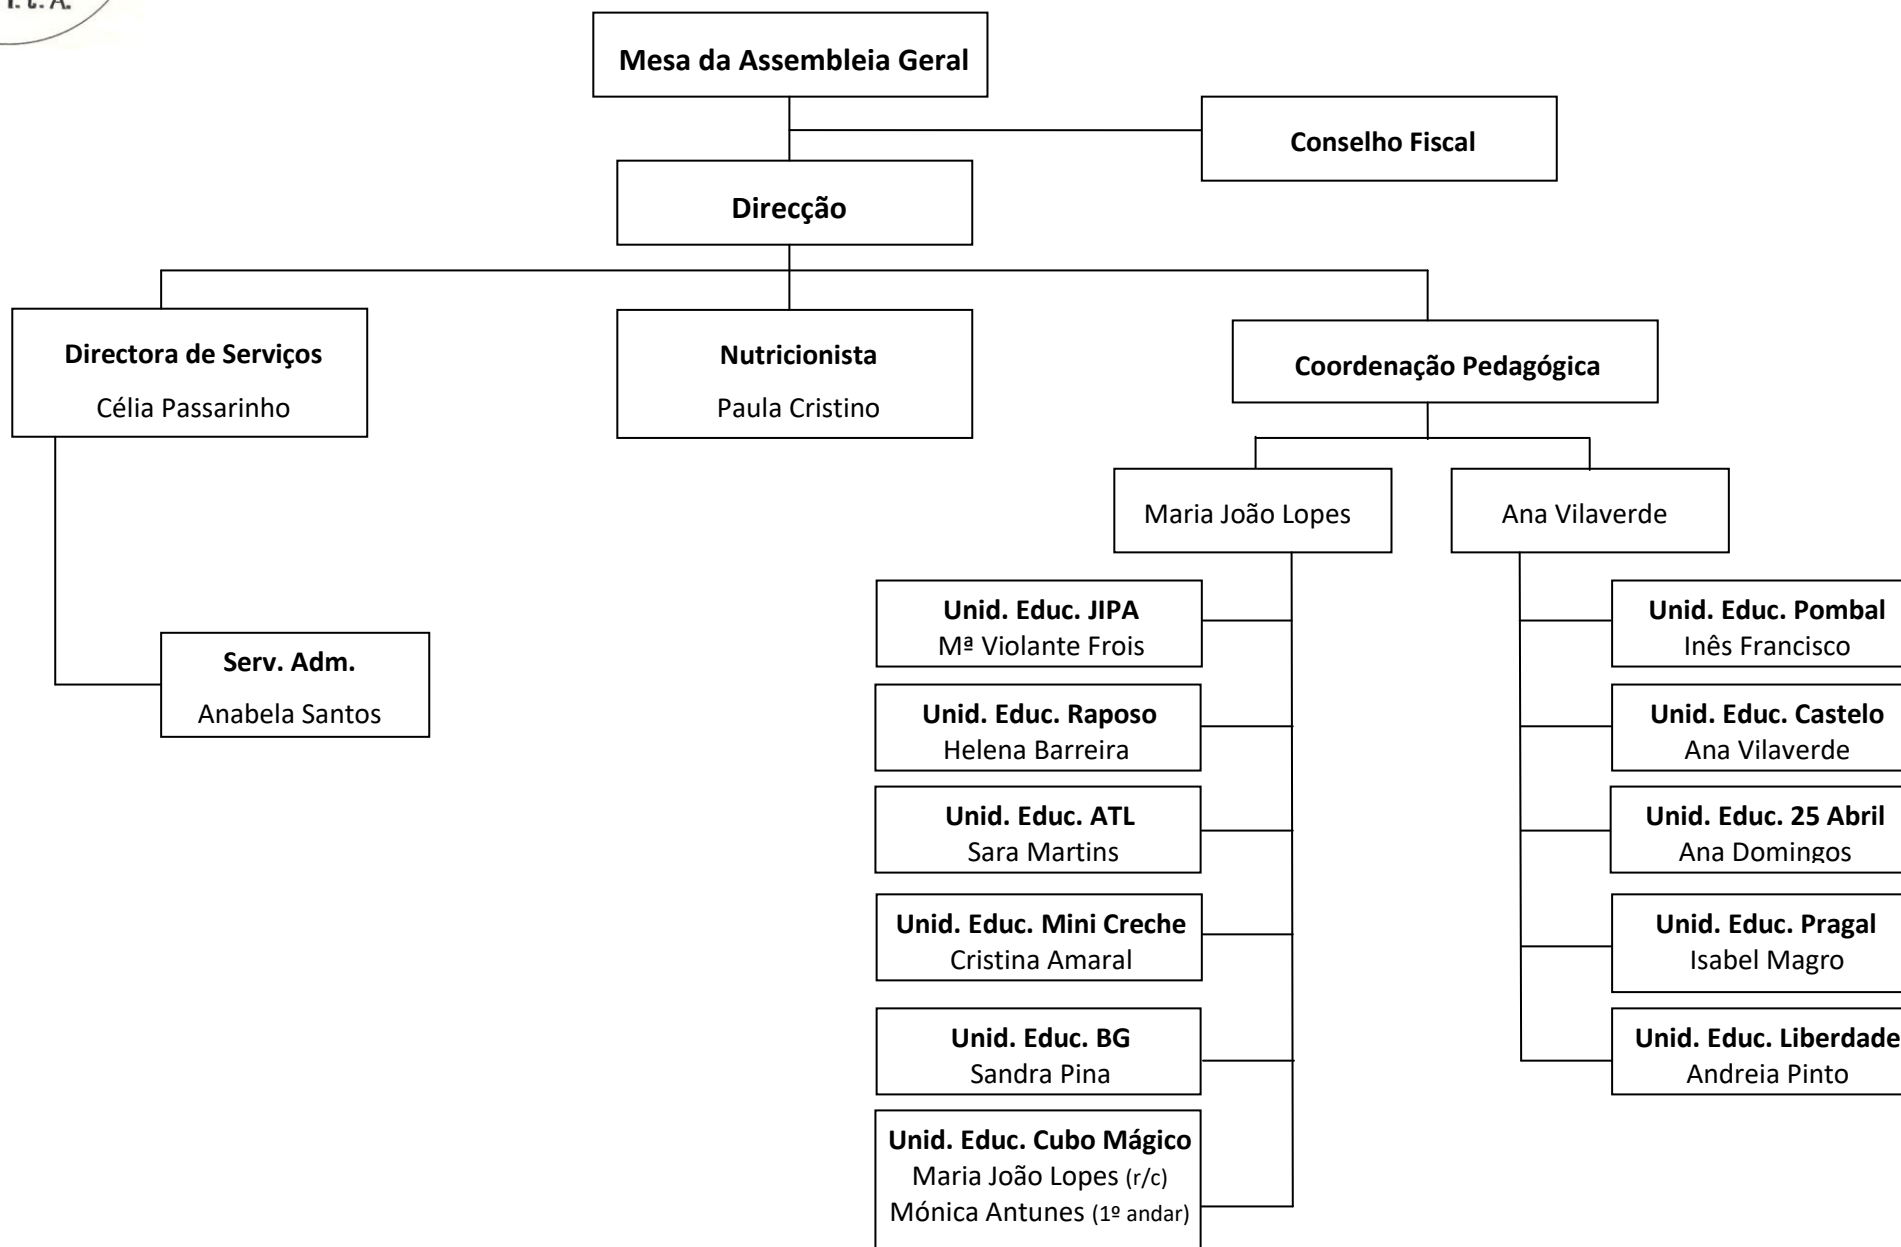 Mesa da Assembleia Geral
Conselho Fiscal
Direcção
Directora de Serviços
Célia Passarinho
Nutricionista
Paula Cristino
Coordenação Pedagógica
Maria João Lopes
Ana Vilaverde
Serv. Adm.
Anabela Santos
Unid. Educ. JIPA
Mª Violante Frois
Unid. Educ. Raposo
Helena Barreira
Unid. Educ. ATL
Sara Martins
Unid. Educ. Mini Creche
Cristina Amaral
Unid. Educ. BG
Sandra Pina
Unid. Educ. Cubo Mágico
Maria João Lopes (r/c)
Mónica Antunes (1º andar)
Unid. Educ. Pombal
Inês Francisco
Unid. Educ. Castelo
Ana Vilaverde
Unid. Educ. 25 Abril
Ana Domingos
Unid. Educ. Pragal
Isabel Magro
Unid. Educ. Liberdade
Andreia Pinto